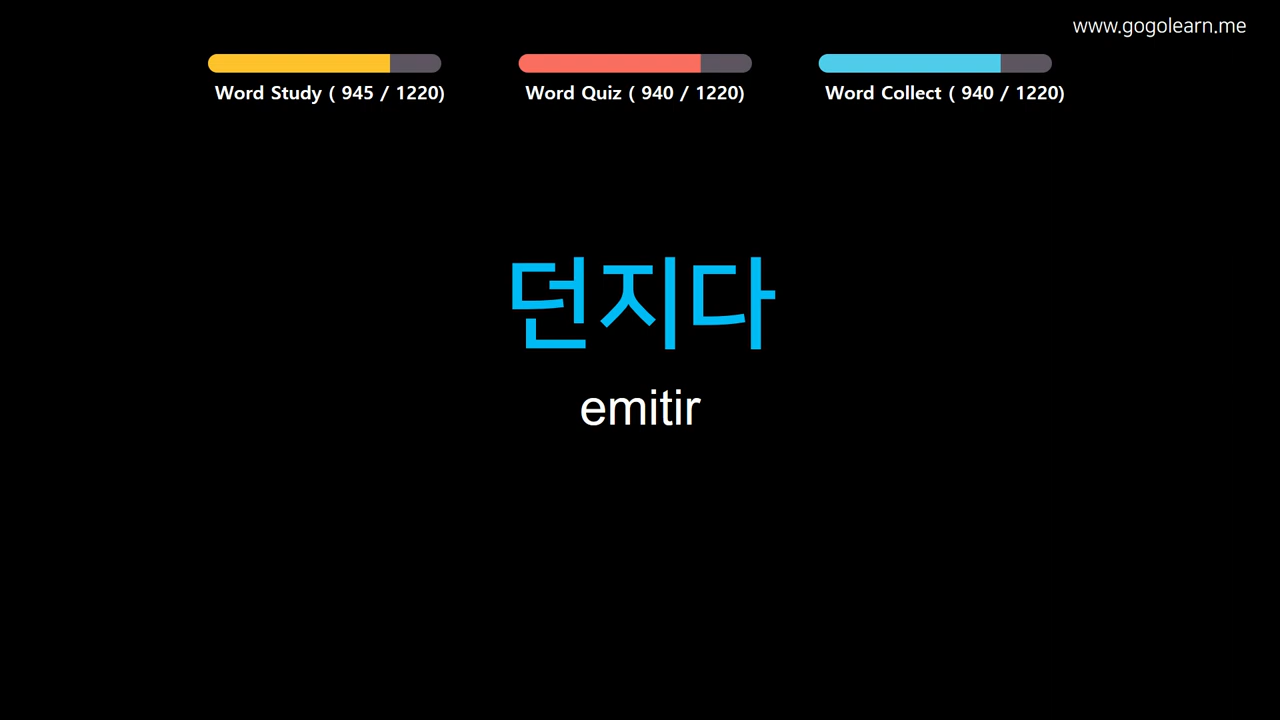 www.gogolearn.me
Word Study ( 945 / 1220)
Word Quiz ( 940 / 1220)
Word Collect ( 940 / 1220)
던지다
emitir